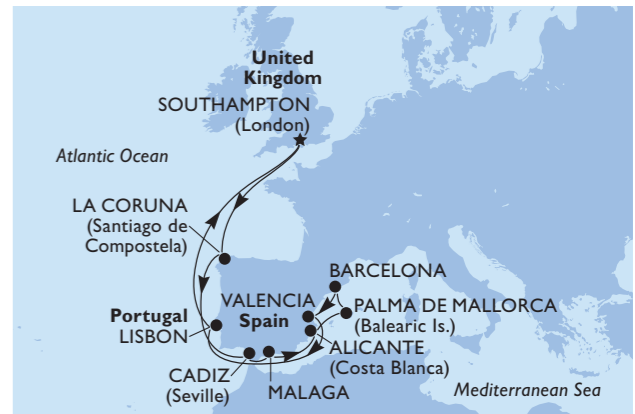 United
Kingdom
SOUTHAMPTON
(London)
Atlantic Ocean
LA CORUNA
(Santiago de
Compostela)
BARCELONA
VALENCIA
PALMA DE MALLORCA
(Balearic Is.)
Portugal
LISBON
Spain
ALICANTE
(Costa Blanca)
CADIZ
(Seville)
MALAGA
Mediterranean Sea